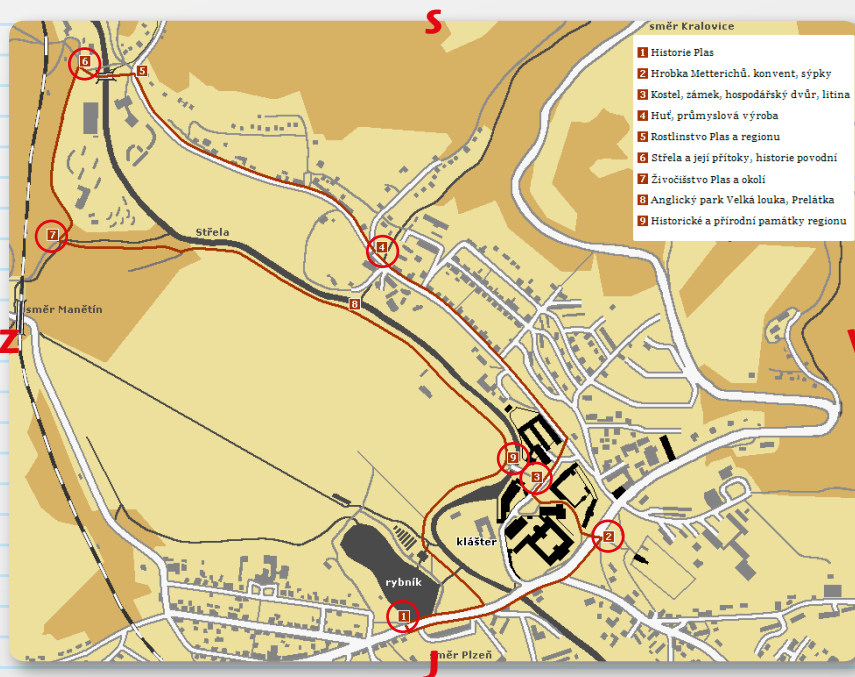 S
směr Kralovice
1 Historie Plas
2 Hrobka Metterichů. konvent, sýpky
3 Kostel, zámek, hospodářský dvůr, litina
4 Huť, průmyslová výroba
5 Rostlinstvo Plas a regionu
6 Střela a její přítoky, historie povodní
7 Živočišstvo Plas a okolí
8 Anglický park Velká louka, Prelátka
9 Historické a přírodní památky regionu
6
5
7
Střela
4
8
směr Manětín
Z
V
9
3
klášter
2
rybník
1
J
směr Plzeň